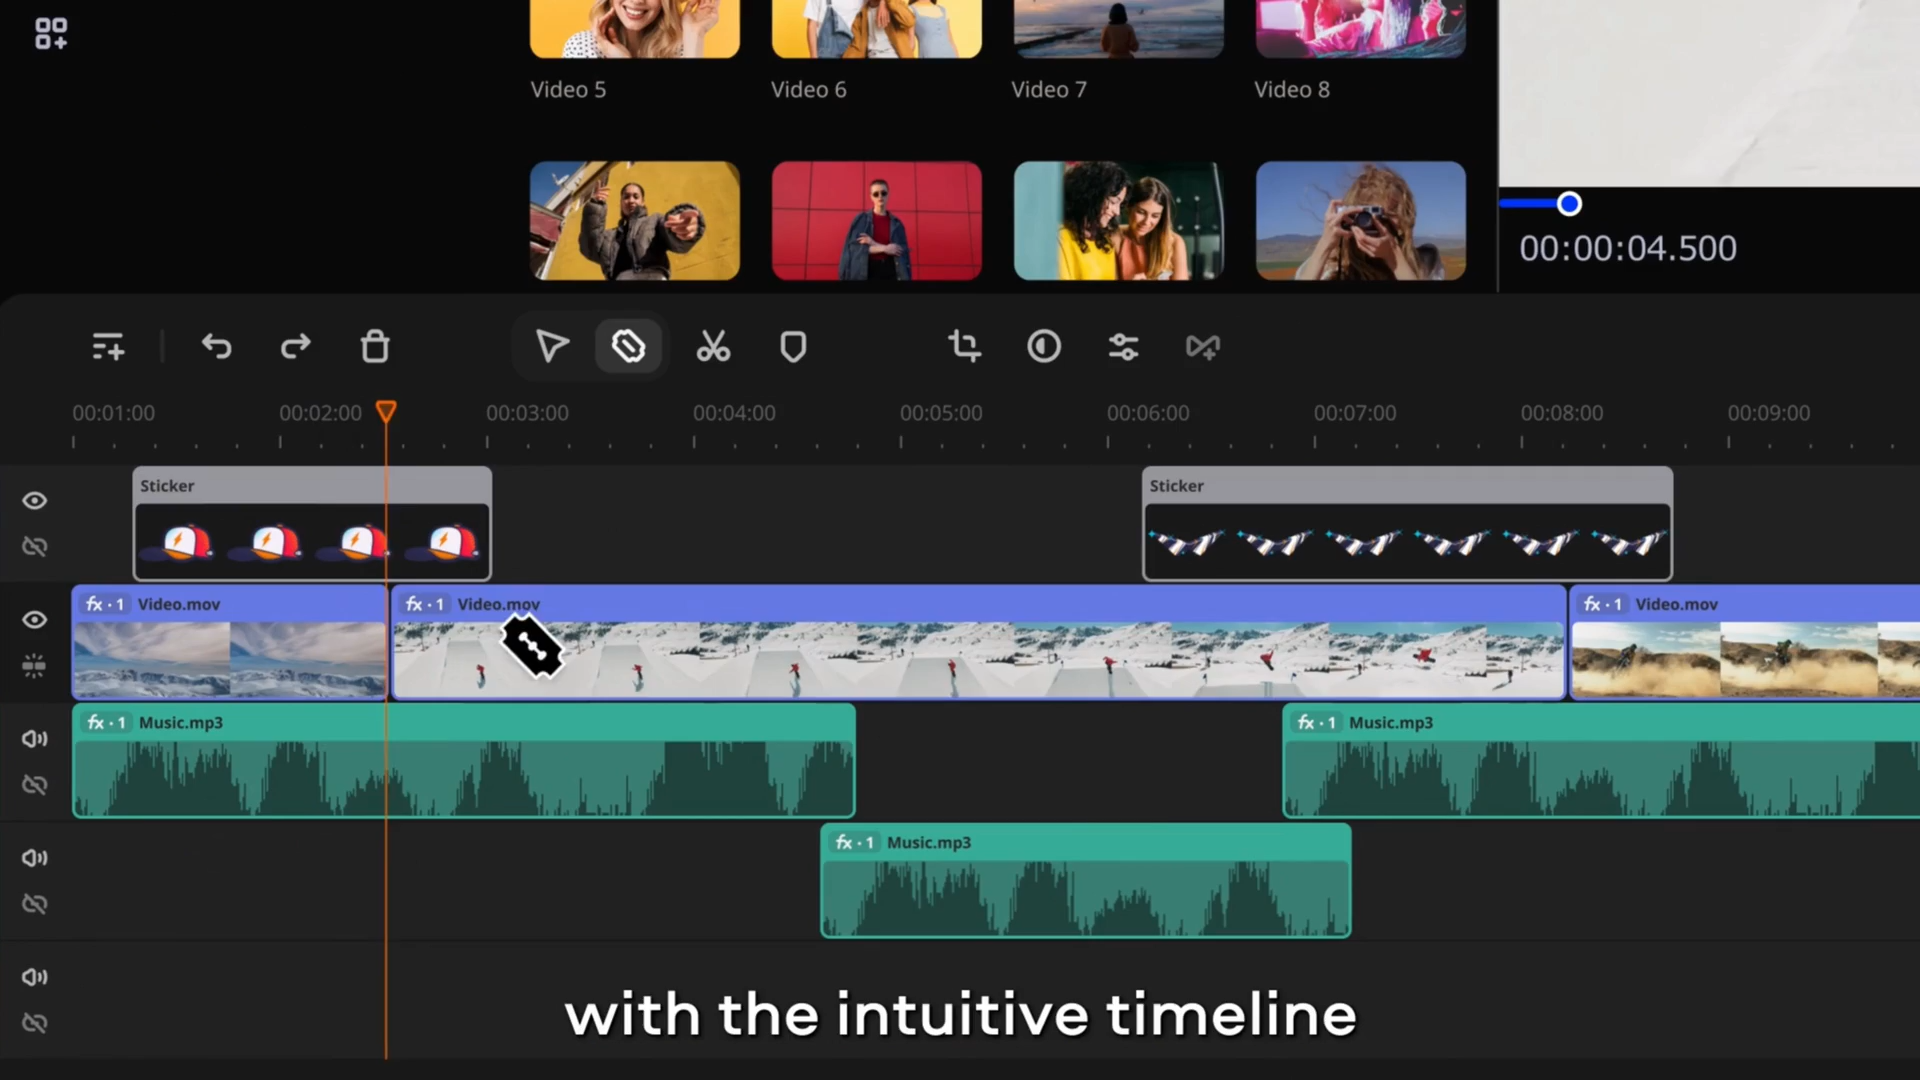 Video 5 Video 6 Video 7 Video 8
00:00:04.500
00:01:00 00:02:00 00:03:00 00:04:00 00:05:00 00:06:00 00:07:00 00:08:00 00:09:00
Sticker Sticker
fx · 1 Video.mov fx · 1 Video.mov fx · 1 Video.mov
fx · 1 Music.mp3 fx · 1 Music.mp3
fx · 1 Music.mp3
with the intuitive timeline